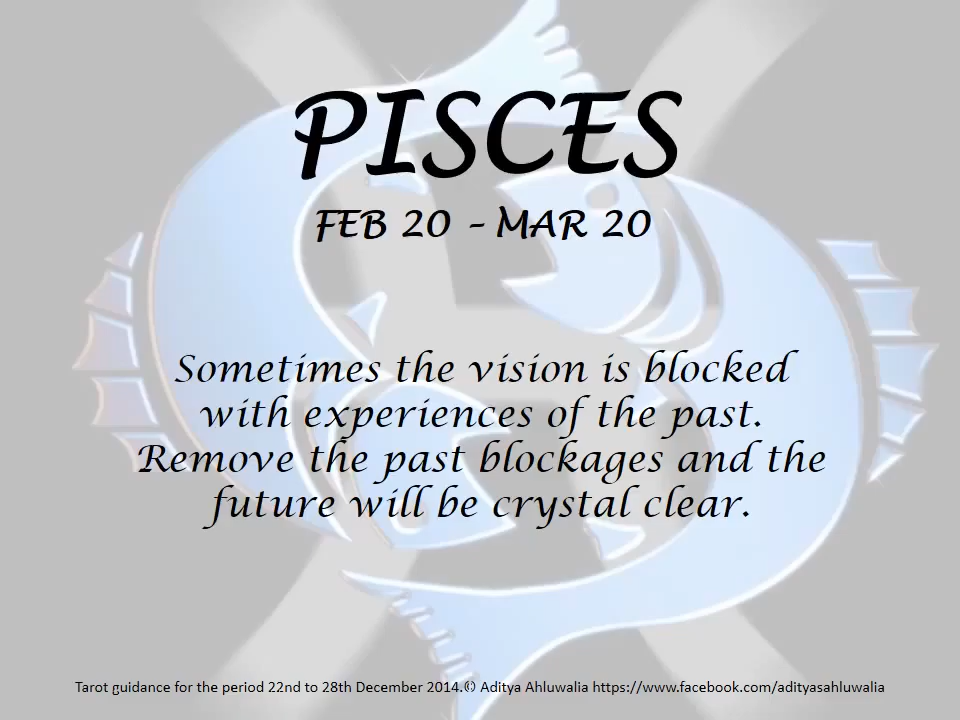 PISCES
FEB 20 – MAR 20
Sometimes the vision is blocked
with experiences of the past.
Remove the past blockages and the
future will be crystal clear.
Tarot guidance for the period 22nd to 28th December 2014.© Aditya Ahluwalia https://www.facebook.com/adityasahluwalia